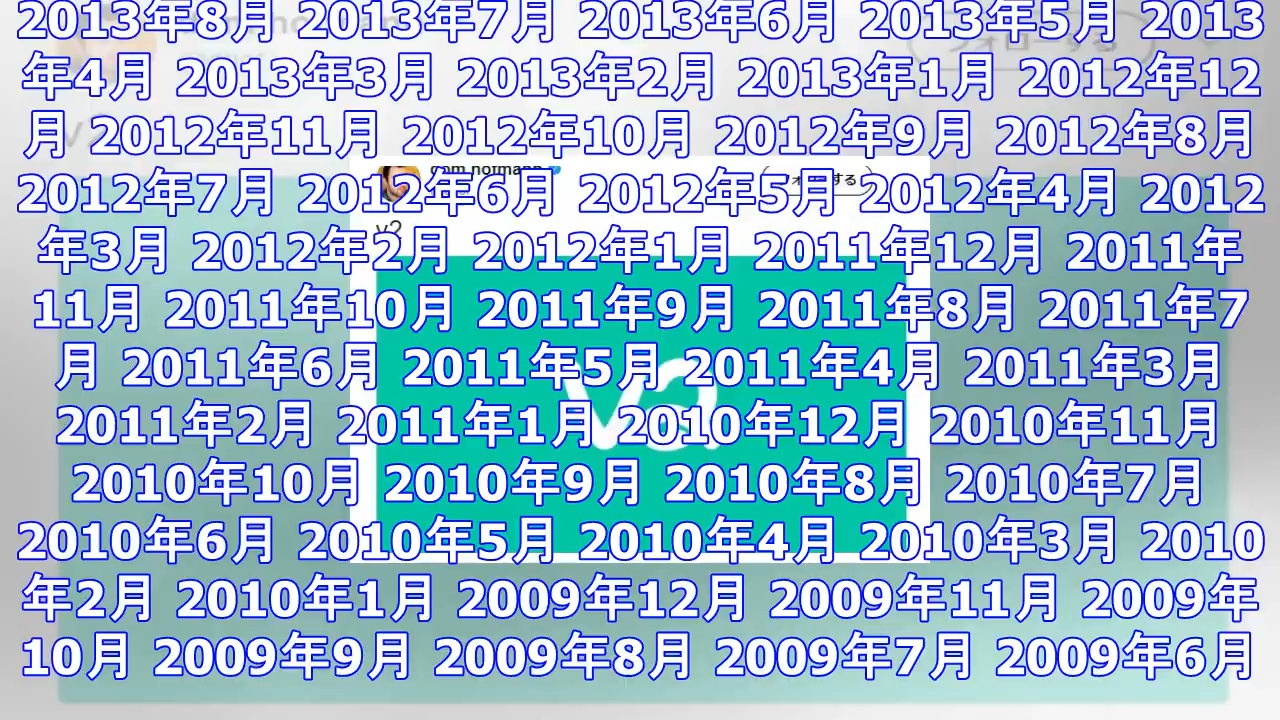 2013年8月 2013年7月 2013年6月 2013年5月 2013
年4月 2013年3月 2013年2月 2013年1月 2012年12
月 2012年11月 2012年10月 2012年9月 2012年8月
2012年7月 2012年6月 2012年5月 2012年4月 2012
年3月 2012年2月 2012年1月 2011年12月 2011年
11月 2011年10月 2011年9月 2011年8月 2011年7
月 2011年6月 2011年5月 2011年4月 2011年3月
2011年2月 2011年1月 2010年12月 2010年11月
2010年10月 2010年9月 2010年8月 2010年7月
2010年6月 2010年5月 2010年4月 2010年3月 2010
年2月 2010年1月 2009年12月 2009年11月 2009年
10月 2009年9月 2009年8月 2009年7月 2009年6月
dom hofmann
フォローする
v2
v2